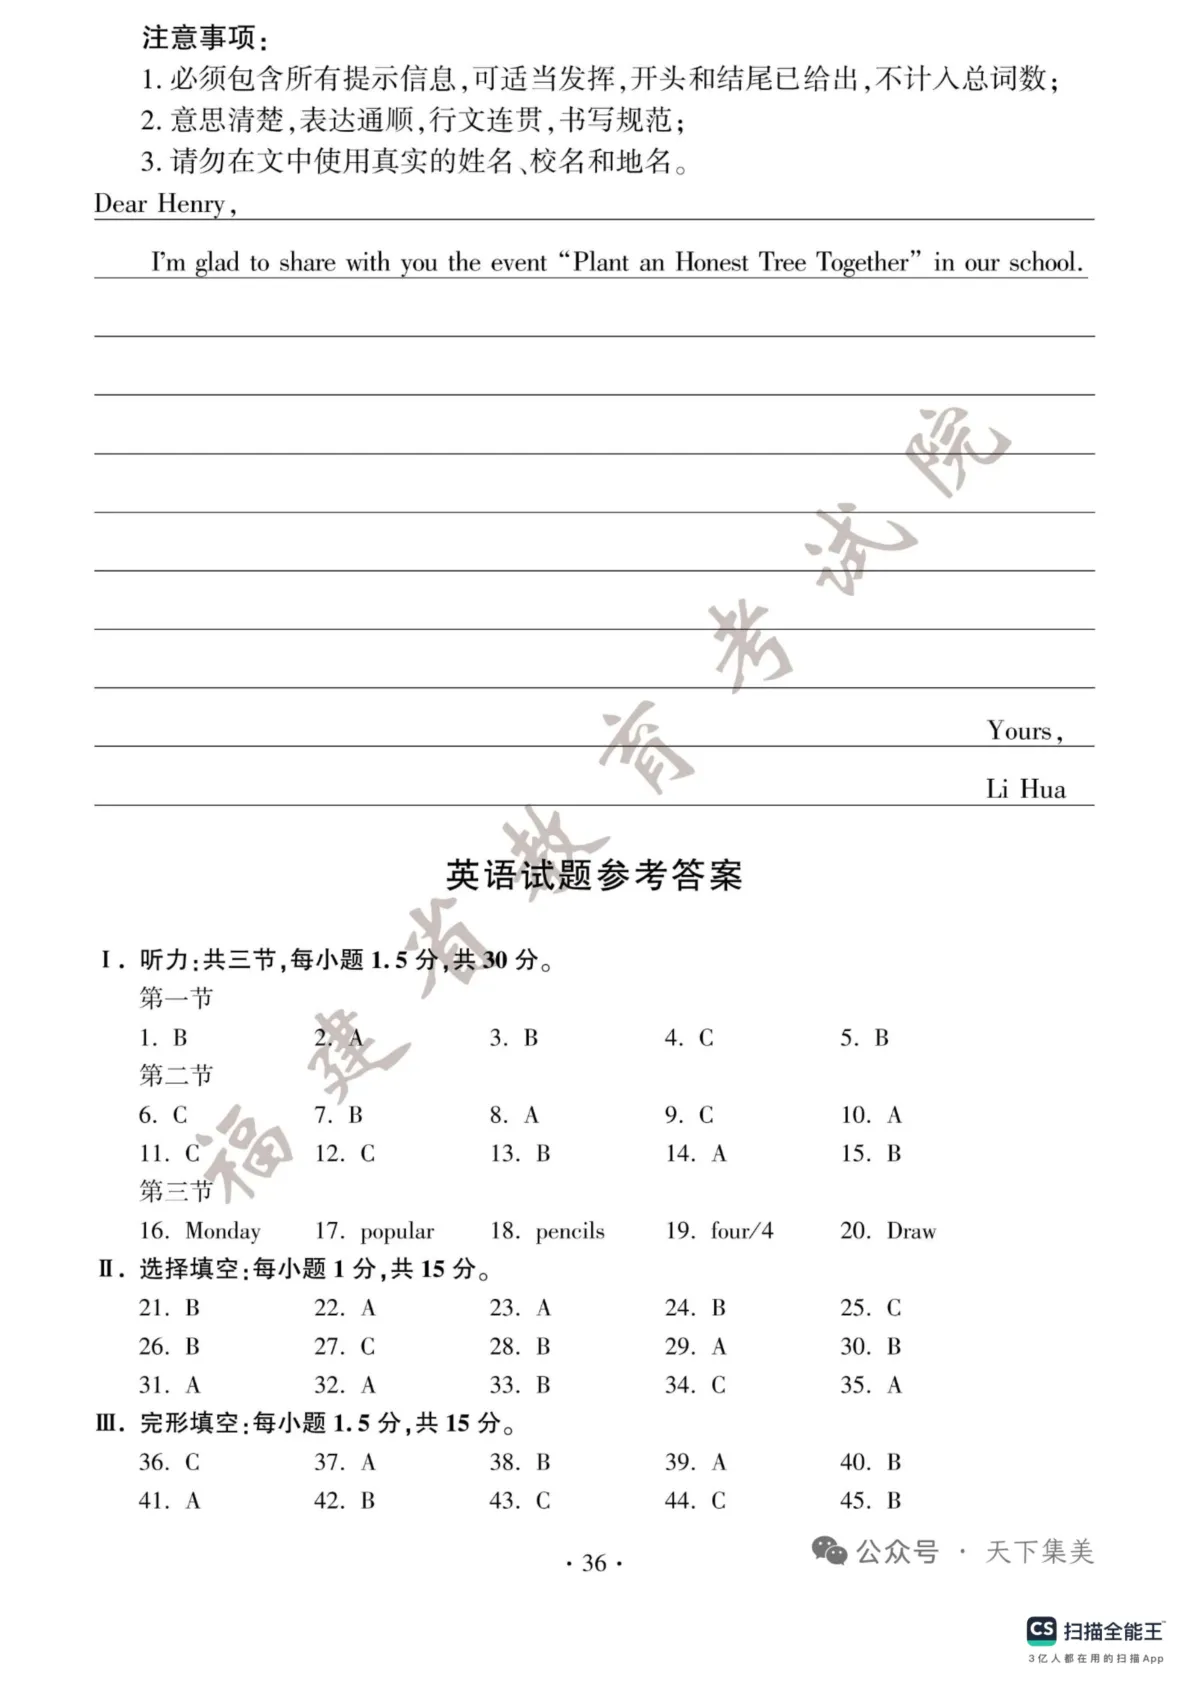 注意事项:
1. 必须包含所有提示信息,可适当发挥,开头和结尾已给出,不计入总词数;
2. 意思清楚,表达通顺,行文连贯,书写规范;
3. 请勿在文中使用真实的姓名、校名和地名。
Dear Henry,
I'm glad to share with you the event “Plant an Honest Tree Together” in our school.
Yours,
Li Hua
福建省教育考试院
英语试题参考答案
Ⅰ. 听力:共三节,每小题 1.5 分,共 30 分。
第一节
1. B 2. A 3. B 4. C 5. B
第二节
6. C 7. B 8. A 9. C 10. A
11. C 12. C 13. B 14. A 15. B
第三节
16. Monday 17. popular 18. pencils 19. four/4 20. Draw
Ⅱ. 选择填空:每小题 1 分,共 15 分。
21. B 22. A 23. A 24. B 25. C
26. B 27. C 28. B 29. A 30. B
31. A 32. A 33. B 34. C 35. A
Ⅲ. 完形填空:每小题 1.5 分,共 15 分。
36. C 37. A 38. B 39. A 40. B
41. A 42. B 43. C 44. C 45. B
· 36 ·
公众号 · 天下集美
CS 扫描全能王™
3亿人都在用的扫描App